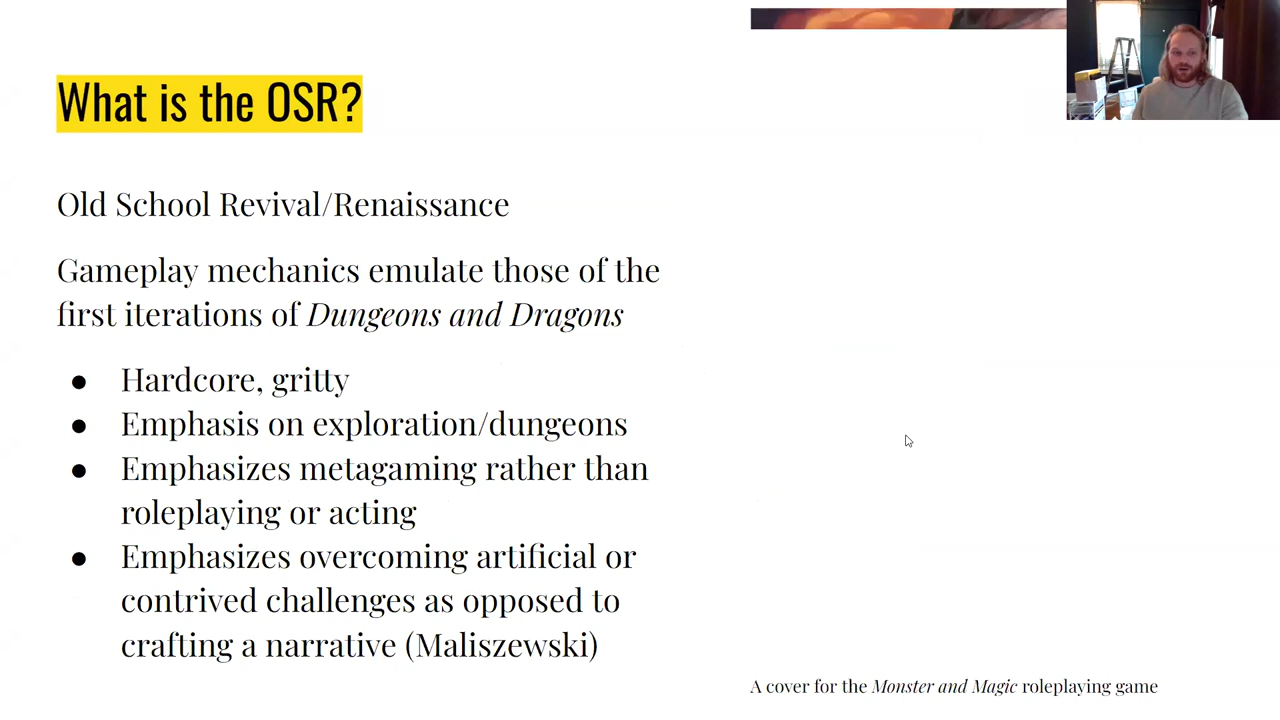 What is the OSR?
Old School Revival/Renaissance
Gameplay mechanics emulate those of the
first iterations of Dungeons and Dragons
● Hardcore, gritty
● Emphasis on exploration/dungeons
● Emphasizes metagaming rather than
roleplaying or acting
● Emphasizes overcoming artificial or
contrived challenges as opposed to
crafting a narrative (Maliszewski)
A cover for the Monster and Magic roleplaying game